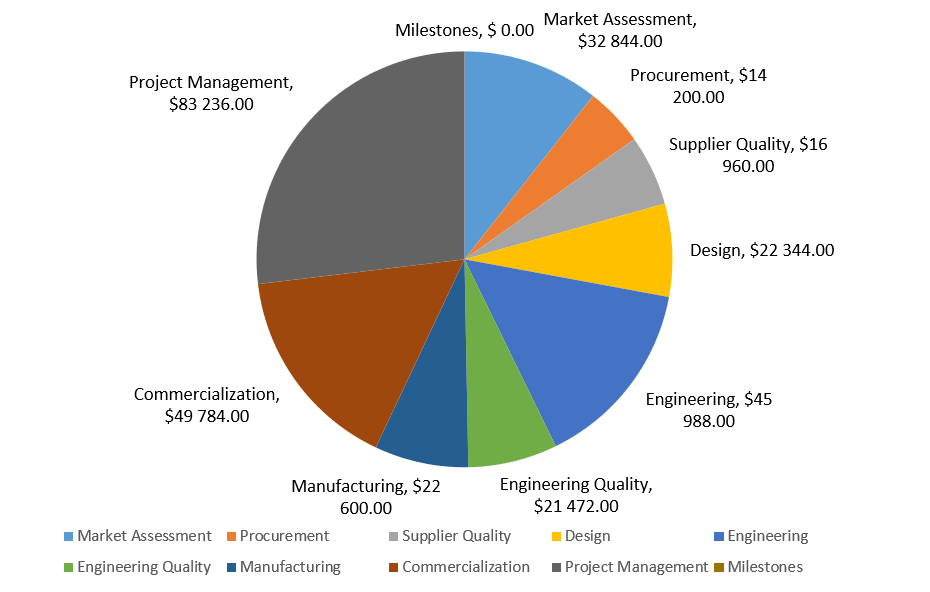 Milestones, $ 0.00
Market Assessment,
$32 844.00
Procurement, $14
200.00
Supplier Quality, $16
960.00
Design, $22 344.00
Engineering, $45
988.00
Engineering Quality,
$21 472.00
Manufacturing, $22
600.00
Commercialization,
$49 784.00
Project Management,
$83 236.00
Market Assessment Procurement Supplier Quality Design Engineering
Engineering Quality Manufacturing Commercialization Project Management Milestones